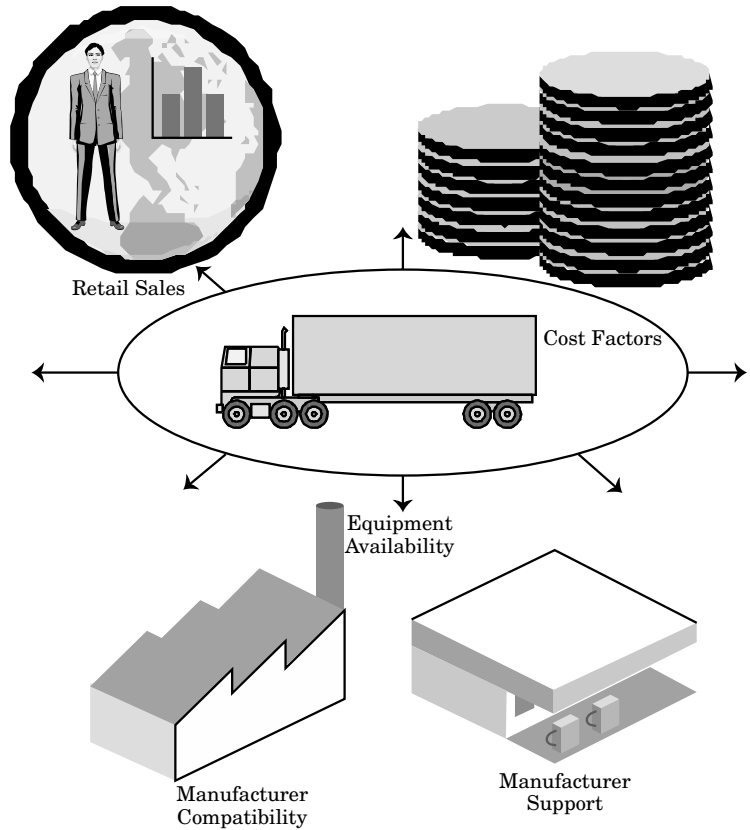 Retail Sales
Cost Factors
Equipment
Availability
Manufacturer
Compatibility
Manufacturer
Support